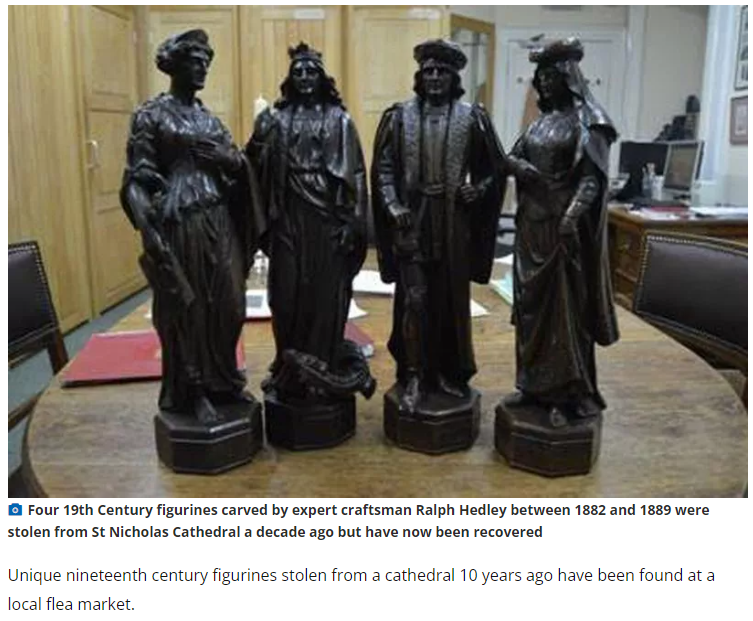 Four 19th Century figurines carved by expert craftsman Ralph Hedley between 1882 and 1889 were
stolen from St Nicholas Cathedral a decade ago but have now been recovered
Unique nineteenth century figurines stolen from a cathedral 10 years ago have been found at a
local flea market.